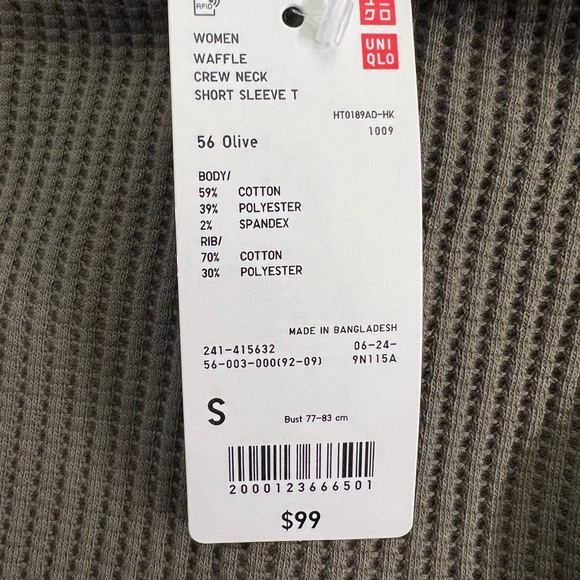 RFID
ユニ
クロ
UNI
QLO
WOMEN
WAFFLE
CREW NECK
SHORT SLEEVE T
HT0189AD-HK
1009
56 Olive
BODY/
59% COTTON
39% POLYESTER
2% SPANDEX
RIB/
70% COTTON
30% POLYESTER
MADE IN BANGLADESH
241-415632 06-24-
56-003-000(92-09) 9N115A
S Bust 77-83 cm
2000123666501
$99